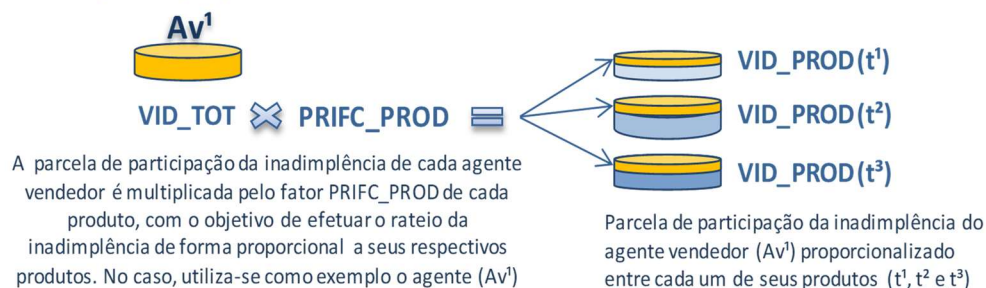 Av¹
VID_TOT × PRIFC_PROD =
VID_PROD(t¹)
VID_PROD(t²)
VID_PROD(t³)
A parcela de participação da inadimplência de cada agente
vendedor é multiplicada pelo fator PRIFC_PROD de cada
produto, com o objetivo de efetuar o rateio da
inadimplência de forma proporcional a seus respectivos
produtos. No caso, utiliza-se como exemplo o agente (Av¹)
Parcela de participação da inadimplência do
agente vendedor (Av¹) proporcionalizado
entre cada um de seus produtos (t¹, t² e t³)